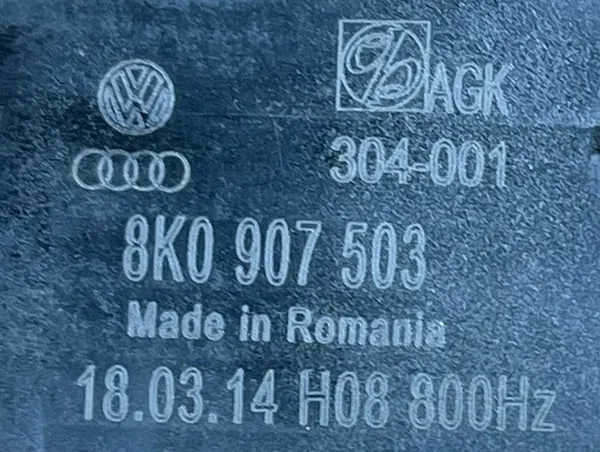 AGK
304-001
8K0 907 503
Made in Romania
18.03.14 H08 800Hz